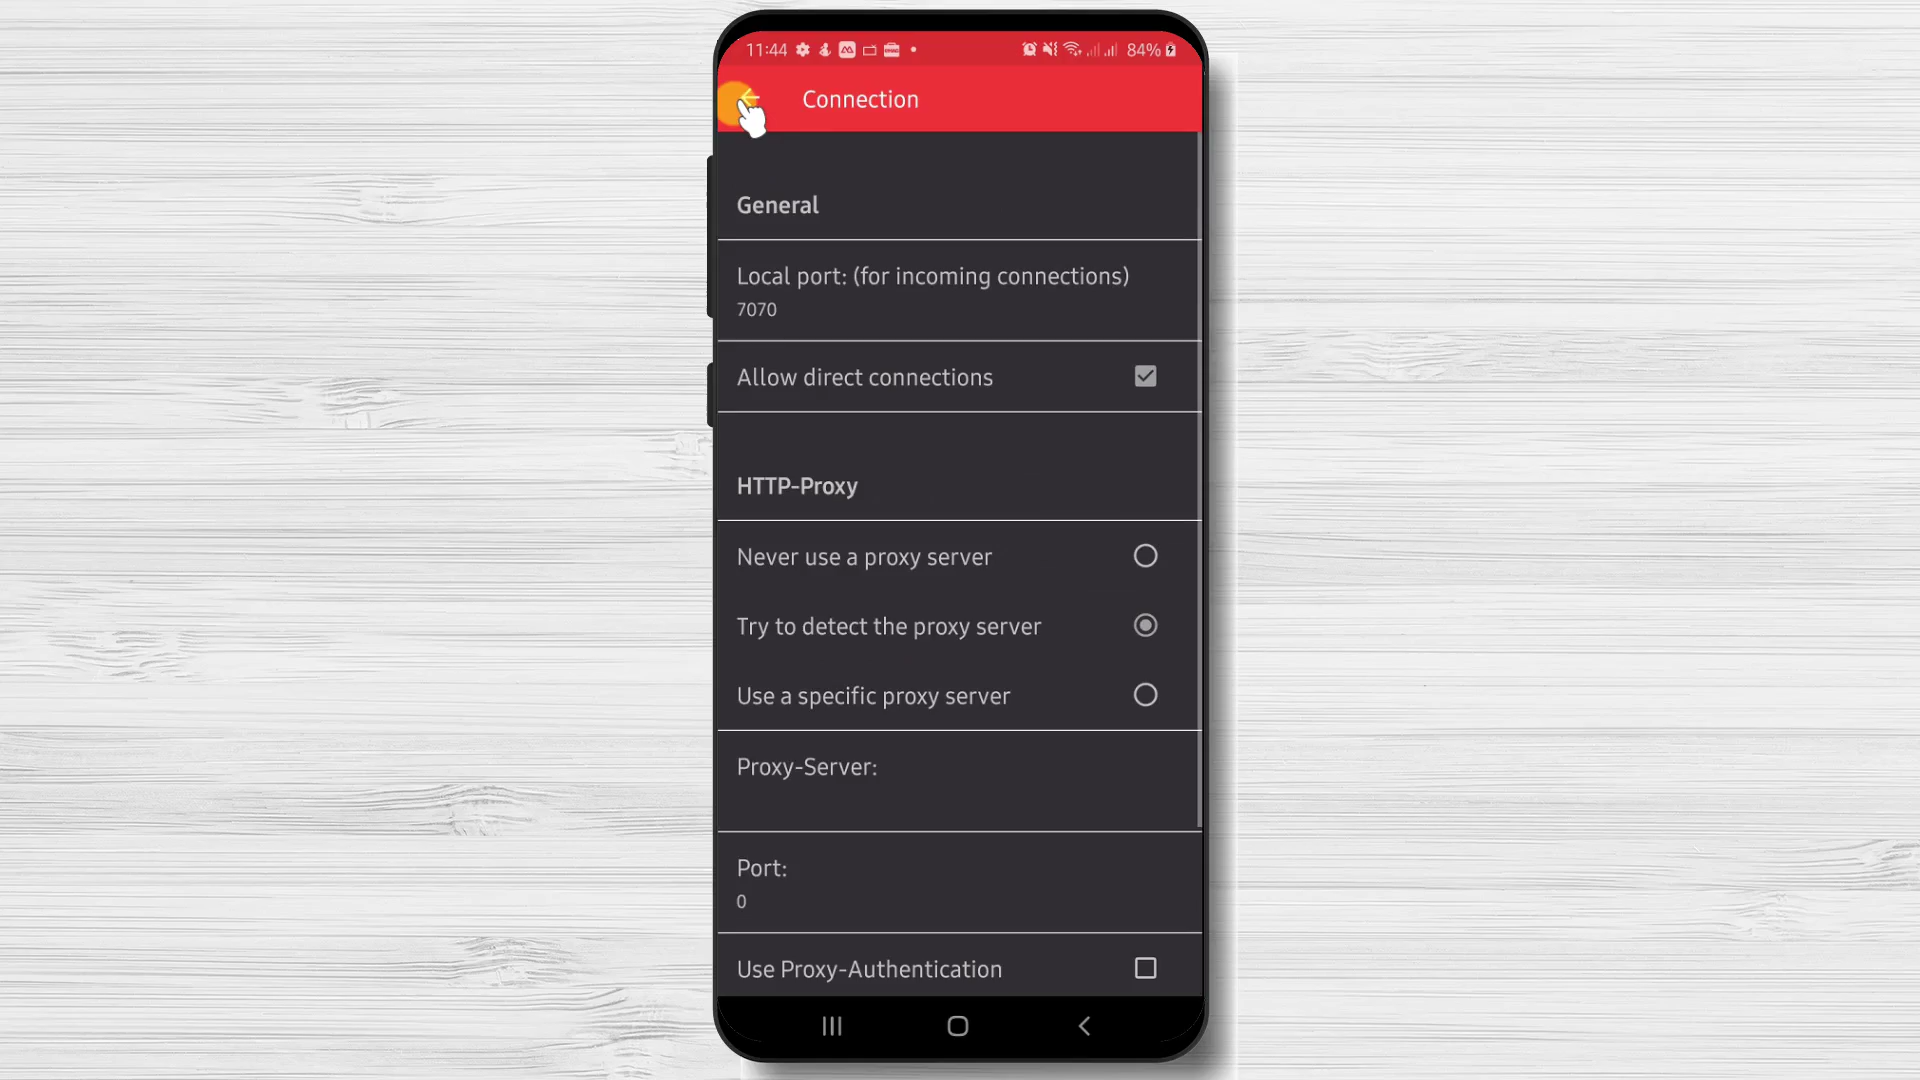 11:44 84%
Connection
General
Local port: (for incoming connections)
7070
Allow direct connections
HTTP-Proxy
Never use a proxy server
Try to detect the proxy server
Use a specific proxy server
Proxy-Server:
Port:
0
Use Proxy-Authentication